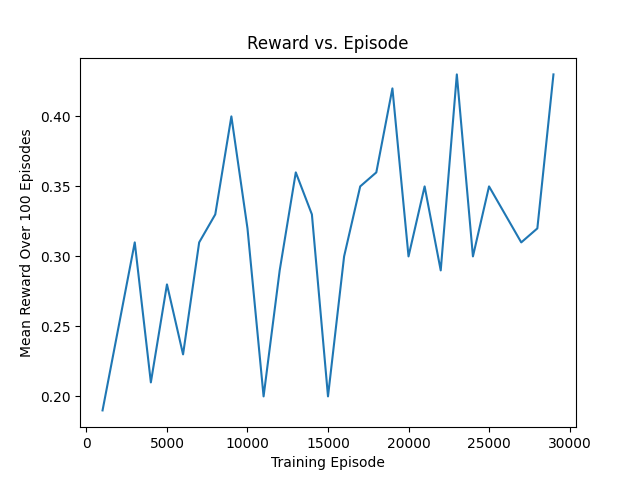 Reward vs. Episode
Mean Reward Over 100 Episodes
0.40
0.35
0.30
0.25
0.20
0 5000 10000 15000 20000 25000 30000
Training Episode